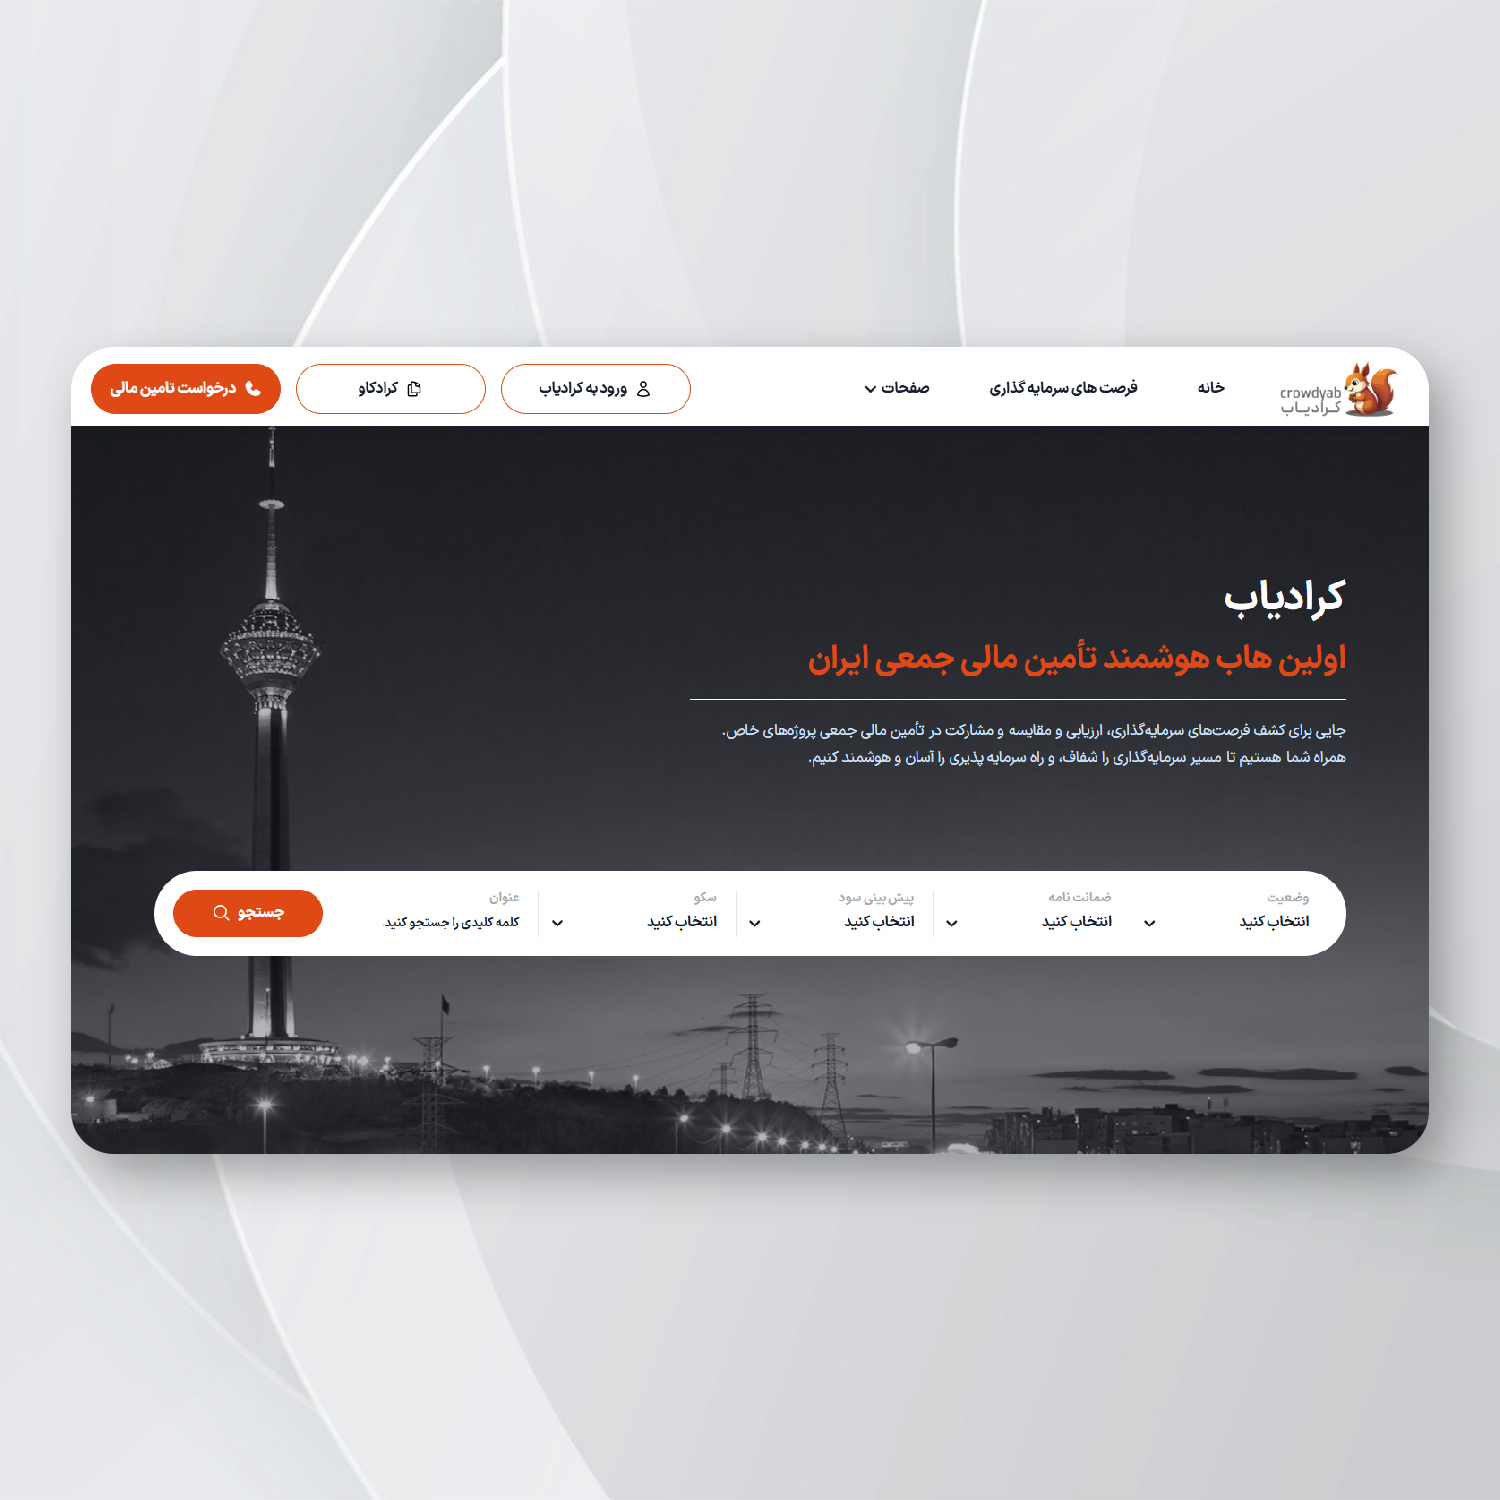 crowdyab
کرادیاب
خانه
فرصت های سرمایه گذاری
صفحات
ورود به کرادیاب
کرادکاو
درخواست تامین مالی
کرادیاب
اولین هاب هوشمند تأمین مالی جمعی ایران
جایی برای کشف فرصت‌های سرمایه‌گذاری، ارزیابی و مقایسه و مشارکت در تأمین مالی جمعی پروژه‌های خاص.
همراه شما هستیم تا مسیر سرمایه‌گذاری را شفاف، و راه سرمایه پذیری را آسان و هوشمند کنیم.
وضعیت
انتخاب کنید
ضمانت نامه
انتخاب کنید
پیش بینی سود
انتخاب کنید
سکو
انتخاب کنید
عنوان
کلمه کلیدی را جستجو کنید.
جستجو